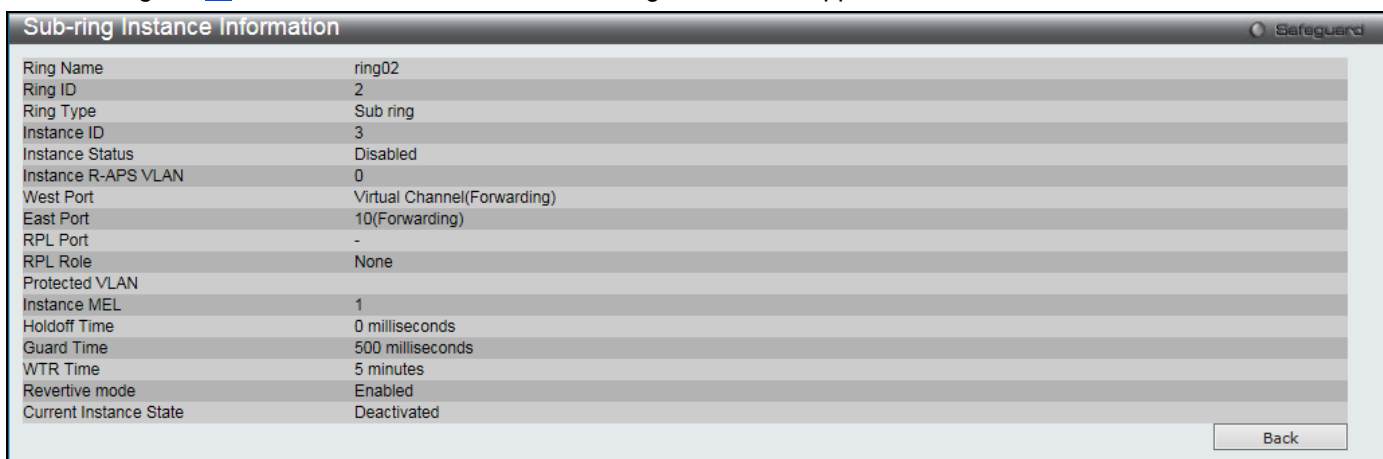 Sub-ring Instance Information
Safeguard
Ring Name ring02
Ring ID 2
Ring Type Sub ring
Instance ID 3
Instance Status Disabled
Instance R-APS VLAN 0
West Port Virtual Channel(Forwarding)
East Port 10(Forwarding)
RPL Port -
RPL Role None
Protected VLAN
Instance MEL 1
Holdoff Time 0 milliseconds
Guard Time 500 milliseconds
WTR Time 5 minutes
Revertive mode Enabled
Current Instance State Deactivated
Back